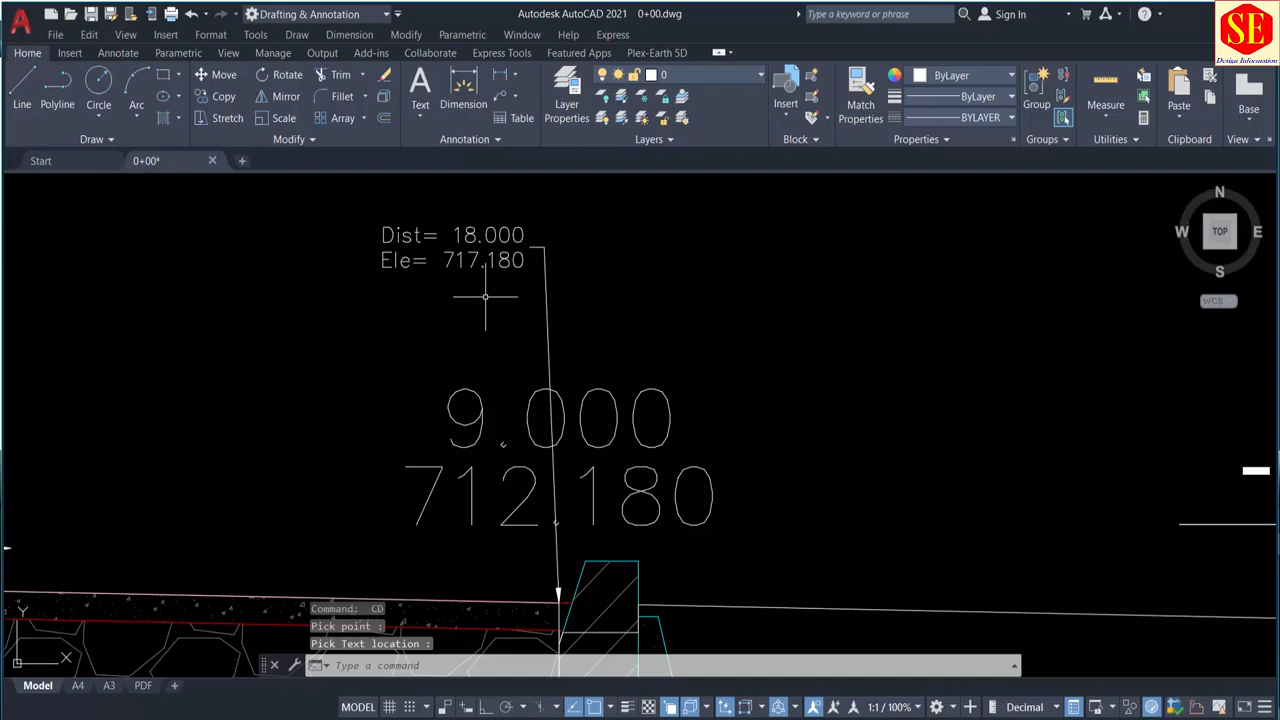 Autodesk AutoCAD 2021 0+00.dwg
Drafting & Annotation
Type a keyword or phrase
Sign In
SE
Design Information
File Edit View Insert Format Tools Draw Dimension Modify Parametric Window Help Express
Home Insert Annotate Parametric View Manage Output Add-ins Collaborate Express Tools Featured Apps Plex-Earth 5D
Line Polyline Circle Arc
Move Rotate Trim
Copy Mirror Fillet
Stretch Scale Array
Text Dimension Table
Layer Properties
0
Insert
Match Properties
ByLayer
ByLayer
BYLAYER
Group
Measure
Paste
Base
Draw Modify Annotation Layers Block Properties Groups Utilities Clipboard View
Start 0+00*
Dist= 18.000
Ele= 717.180
9.000
712.180
N
W TOP E
S
WCS
Y
X
Command: CD
Pick point :
Pick Text location :
Type a command
Model A4 A3 PDF
MODEL 1:1 / 100% Decimal